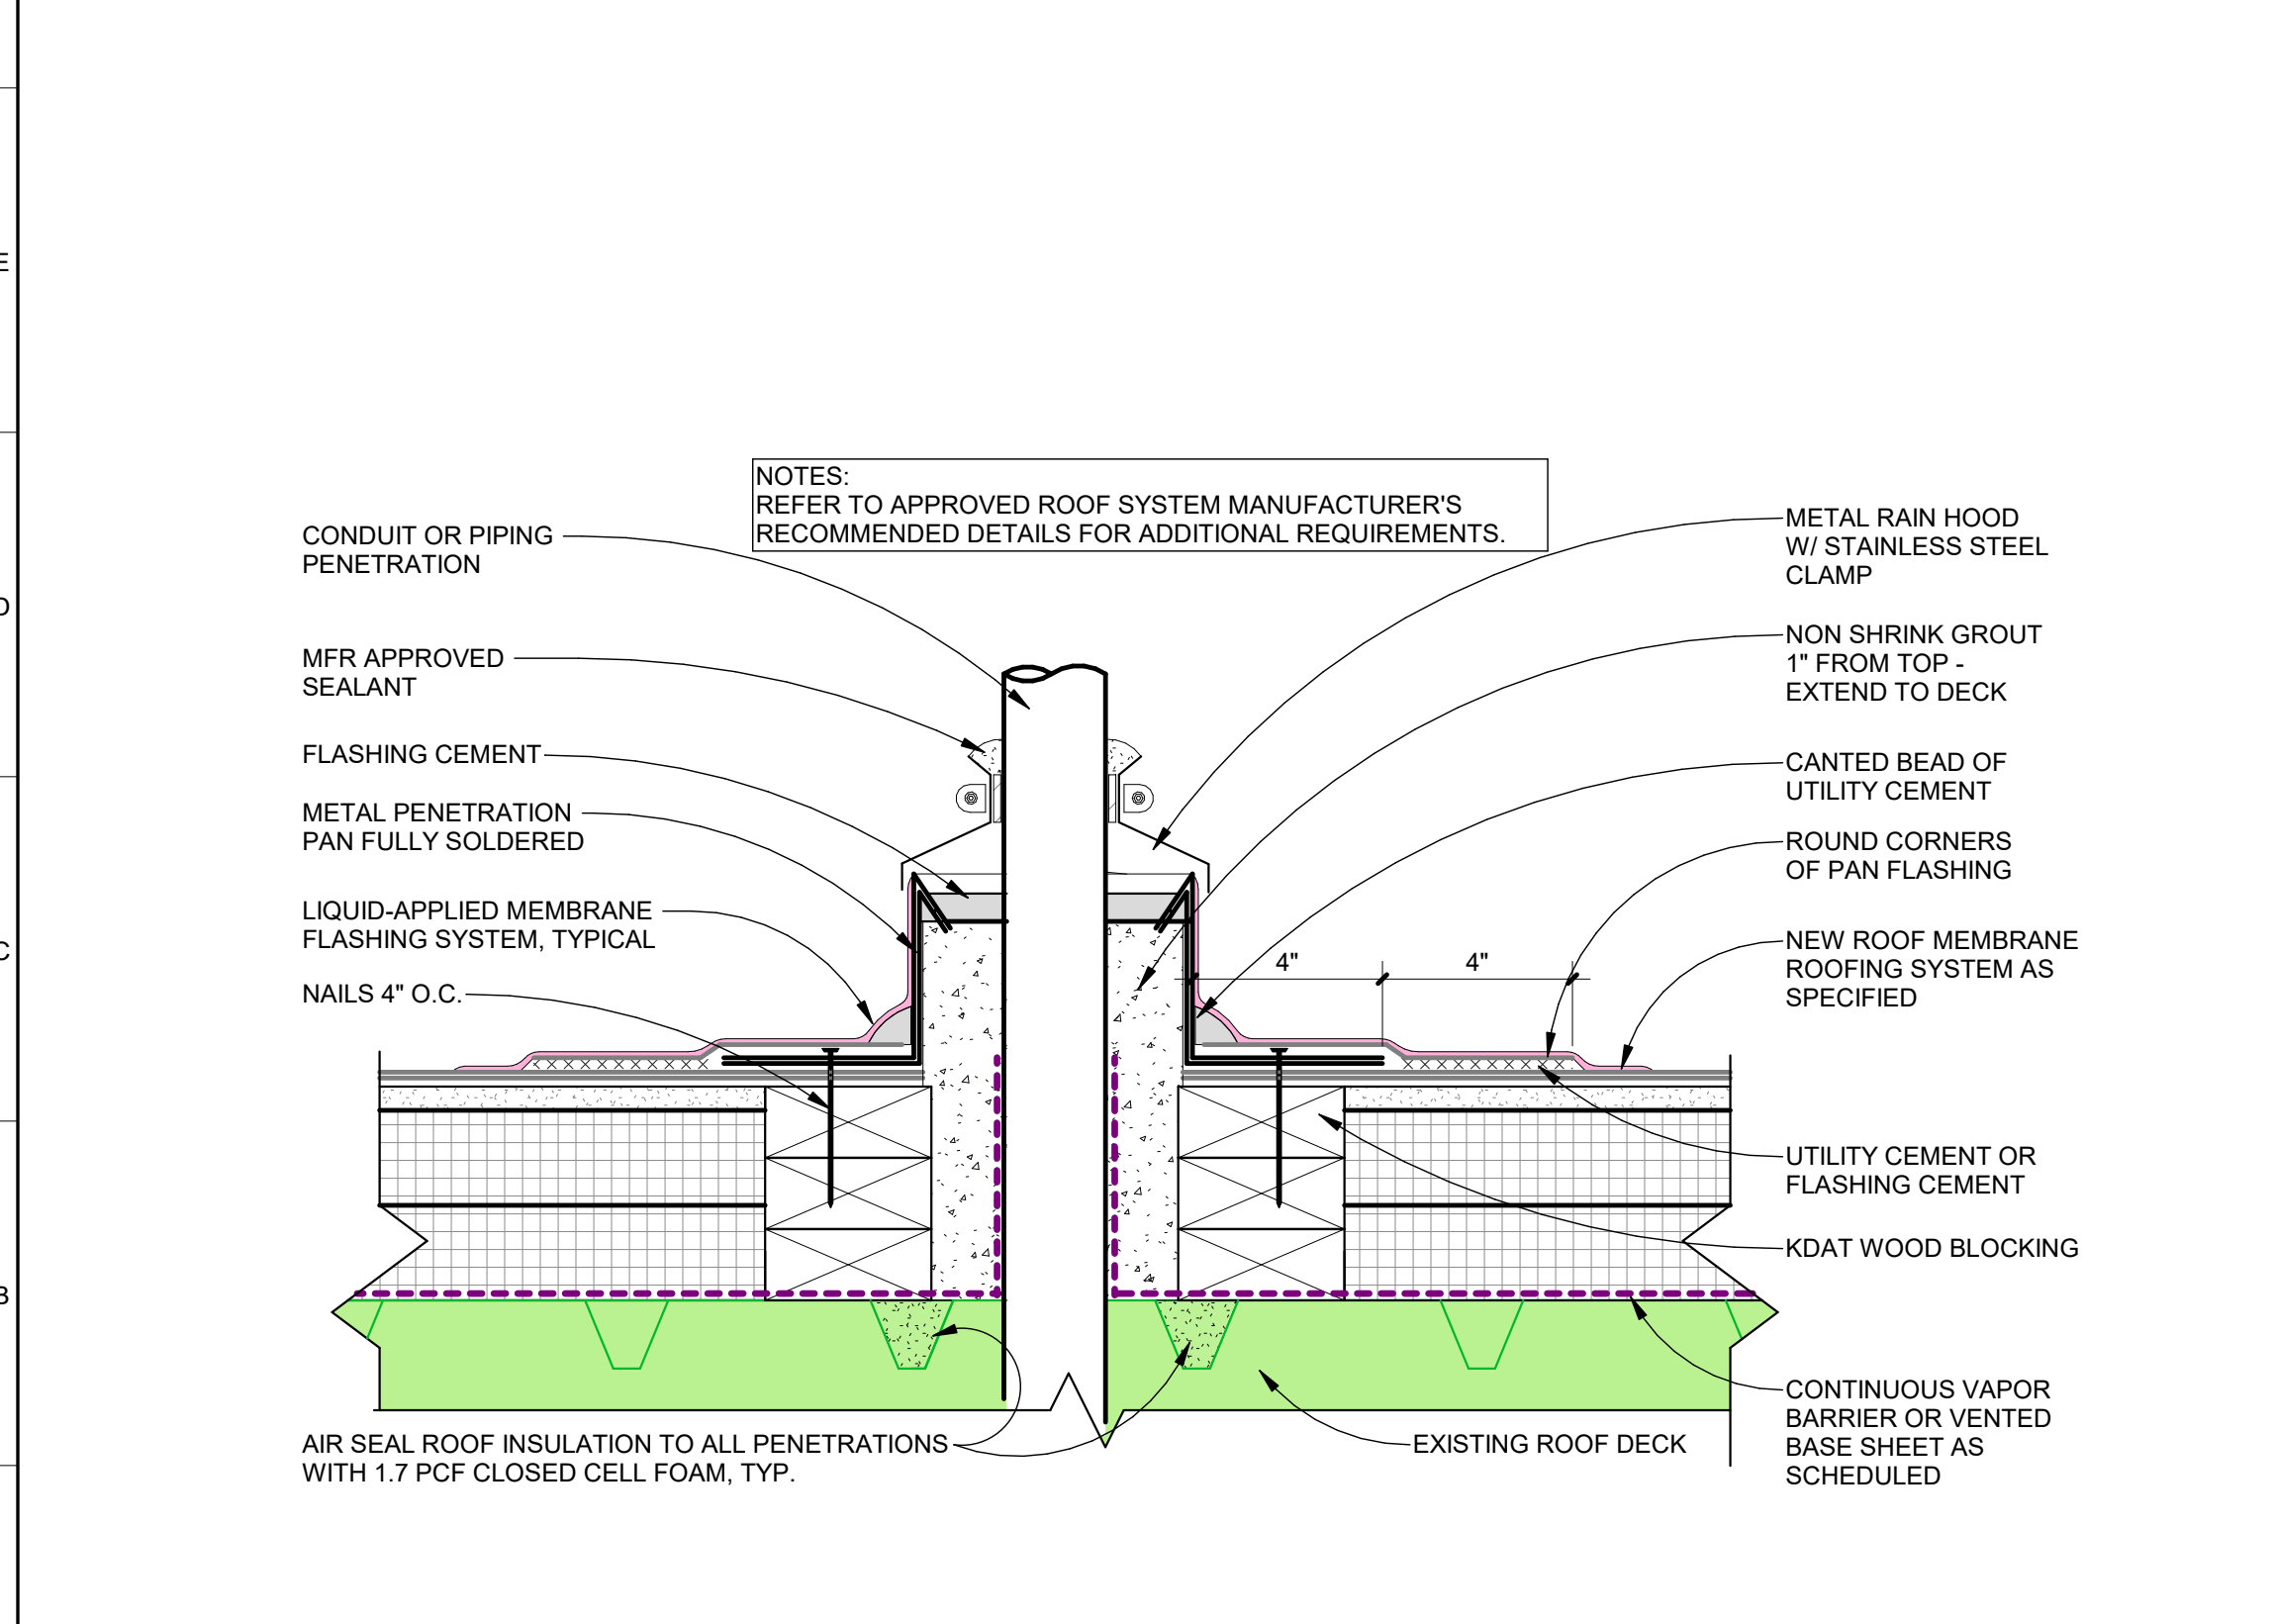 E
D
C
B
NOTES:
REFER TO APPROVED ROOF SYSTEM MANUFACTURER'S
RECOMMENDED DETAILS FOR ADDITIONAL REQUIREMENTS.
CONDUIT OR PIPING
PENETRATION
MFR APPROVED
SEALANT
FLASHING CEMENT
METAL PENETRATION
PAN FULLY SOLDERED
LIQUID-APPLIED MEMBRANE
FLASHING SYSTEM, TYPICAL
NAILS 4" O.C.
AIR SEAL ROOF INSULATION TO ALL PENETRATIONS
WITH 1.7 PCF CLOSED CELL FOAM, TYP.
4"
4"
METAL RAIN HOOD
W/ STAINLESS STEEL
CLAMP
NON SHRINK GROUT
1" FROM TOP -
EXTEND TO DECK
CANTED BEAD OF
UTILITY CEMENT
ROUND CORNERS
OF PAN FLASHING
NEW ROOF MEMBRANE
ROOFING SYSTEM AS
SPECIFIED
UTILITY CEMENT OR
FLASHING CEMENT
KDAT WOOD BLOCKING
CONTINUOUS VAPOR
BARRIER OR VENTED
BASE SHEET AS
SCHEDULED
EXISTING ROOF DECK